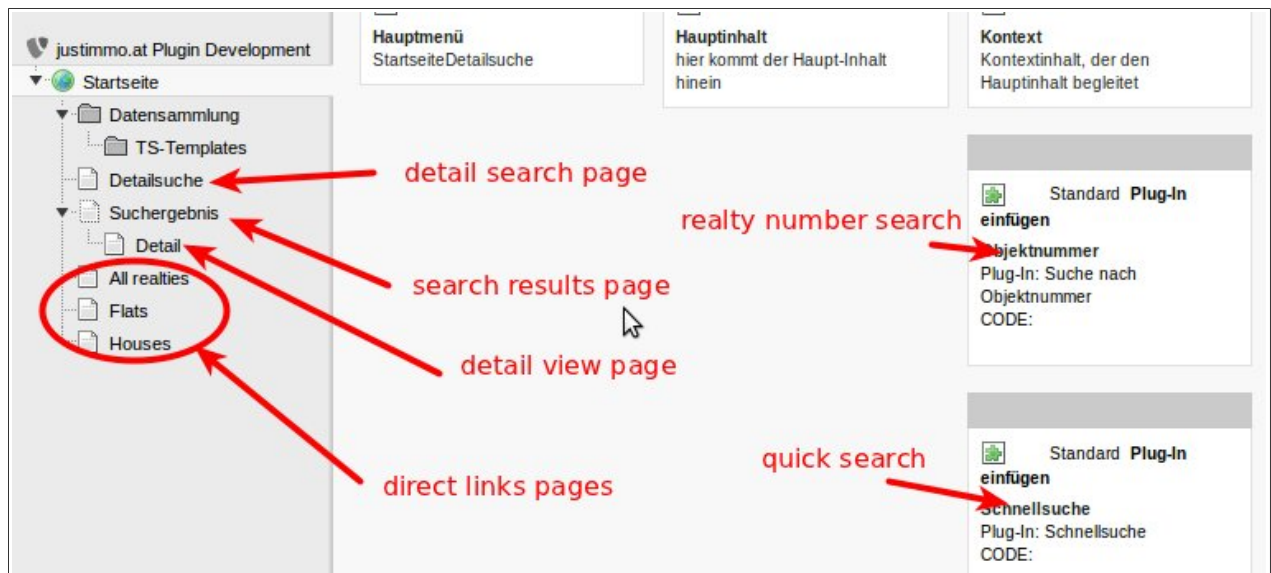 justimmo.at Plugin Development
Startseite
Datensammlung
TS-Templates
Detailsuche
Suchergebnis
Detail
All realties
Flats
Houses
Hauptmenü
StartseiteDetailsuche
Hauptinhalt
hier kommt der Haupt-Inhalt
hinein
Kontext
Kontextinhalt, der den
Hauptinhalt begleitet
detail search page
search results page
detail view page
direct links pages
realty number search
Standard Plug-In
einfügen
Objektnummer
Plug-In: Suche nach
Objektnummer
CODE:
quick search
Standard Plug-In
einfügen
Schnellsuche
Plug-In: Schnellsuche
CODE: